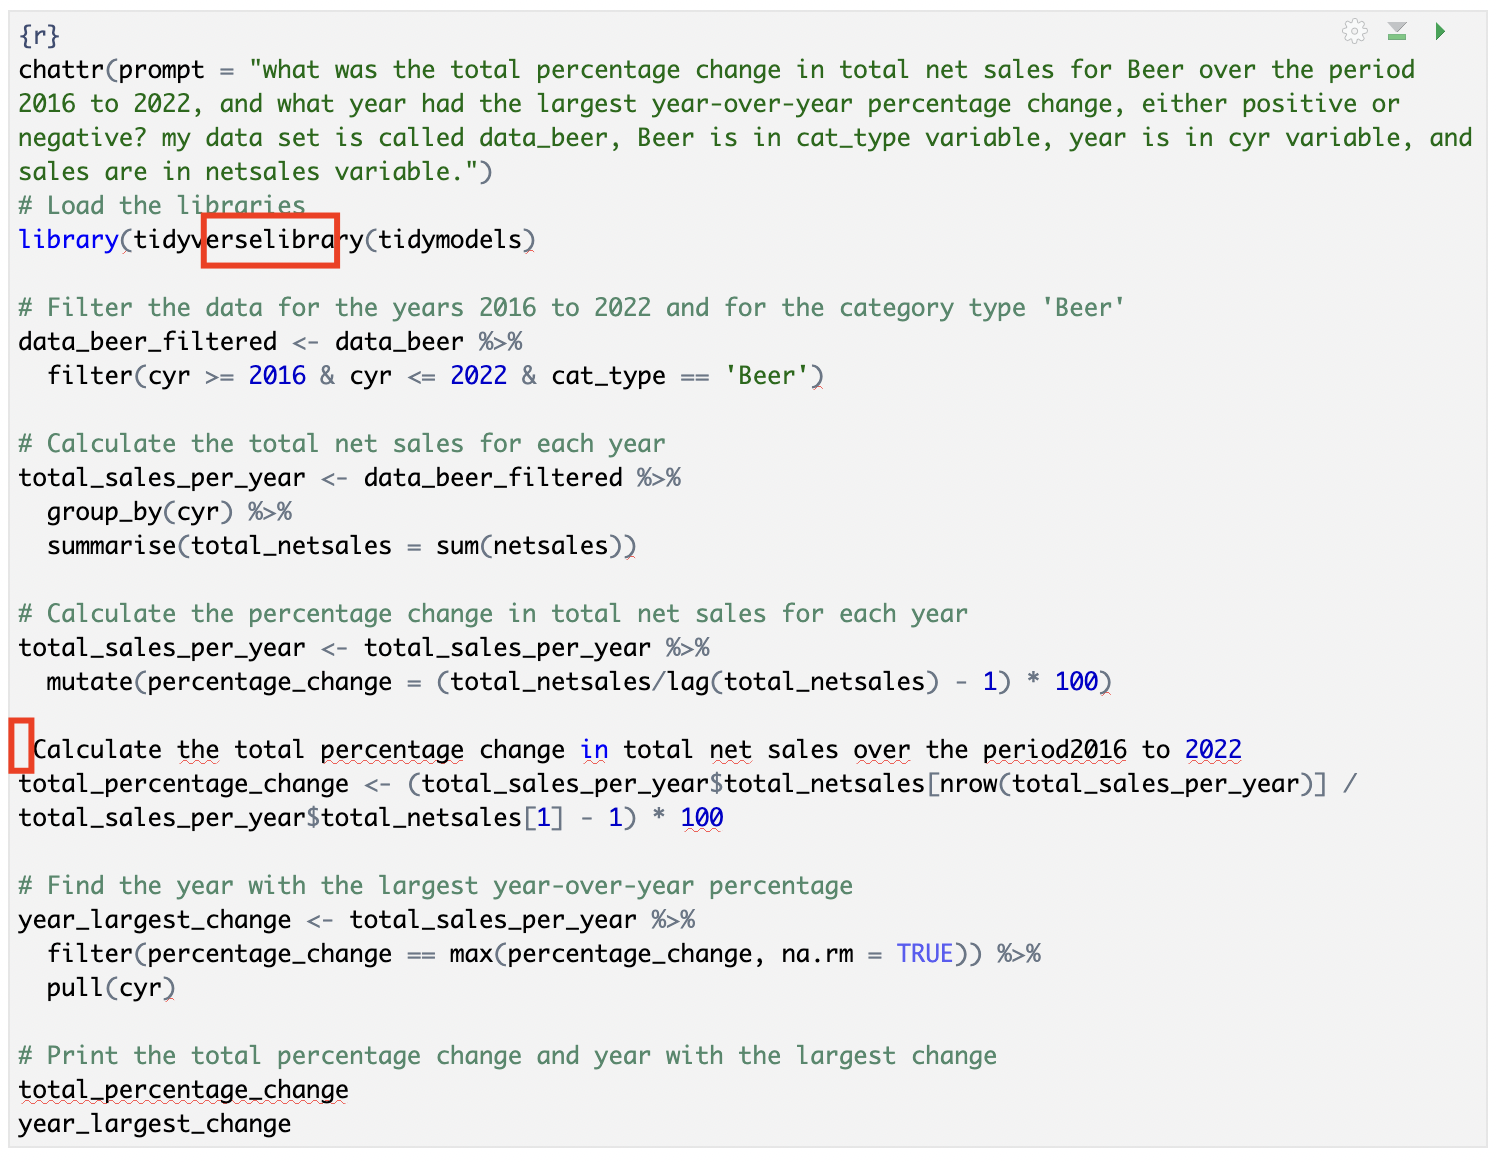 {r}
chattr(prompt = "what was the total percentage change in total net sales for Beer over the period
2016 to 2022, and what year had the largest year-over-year percentage change, either positive or
negative? my data set is called data_beer, Beer is in cat_type variable, year is in cyr variable, and
sales are in netsales variable.")
# Load the libraries
library(tidyverselibrary(tidymodels)
# Filter the data for the years 2016 to 2022 and for the category type 'Beer'
data_beer_filtered <- data_beer %>%
  filter(cyr >= 2016 & cyr <= 2022 & cat_type == 'Beer')
# Calculate the total net sales for each year
total_sales_per_year <- data_beer_filtered %>%
  group_by(cyr) %>%
  summarise(total_netsales = sum(netsales))
# Calculate the percentage change in total net sales for each year
total_sales_per_year <- total_sales_per_year %>%
  mutate(percentage_change = (total_netsales/lag(total_netsales) - 1) * 100)
 Calculate the total percentage change in total net sales over the period2016 to 2022
total_percentage_change <- (total_sales_per_year$total_netsales[nrow(total_sales_per_year)] /
total_sales_per_year$total_netsales[1] - 1) * 100
# Find the year with the largest year-over-year percentage
year_largest_change <- total_sales_per_year %>%
  filter(percentage_change == max(percentage_change, na.rm = TRUE)) %>%
  pull(cyr)
# Print the total percentage change and year with the largest change
total_percentage_change
year_largest_change